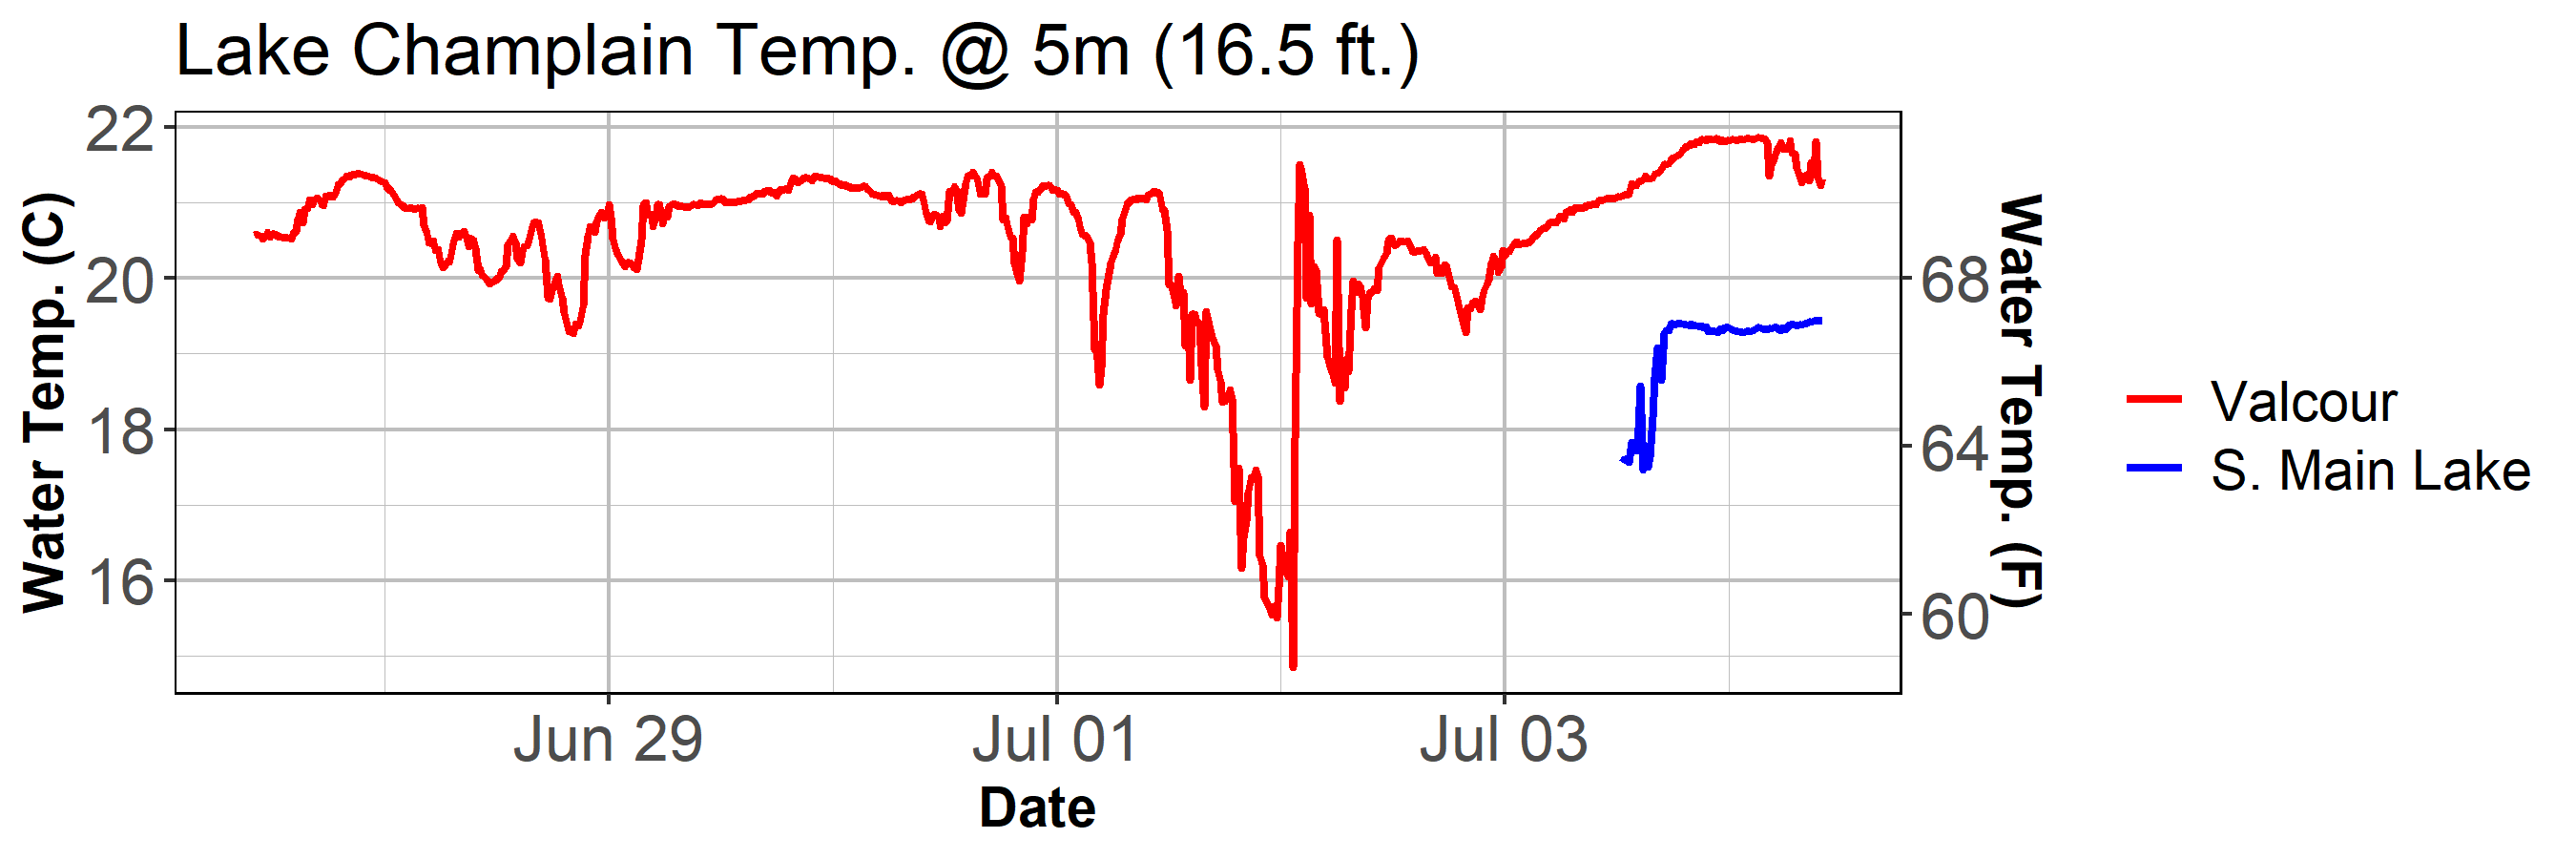 Lake Champlain Temp. @ 5m (16.5 ft.)
Water Temp. (C)
22
20
18
16
68
64
60
Water Temp. (F)
Jun 29
Jul 01
Jul 03
Date
Valcour
S. Main Lake